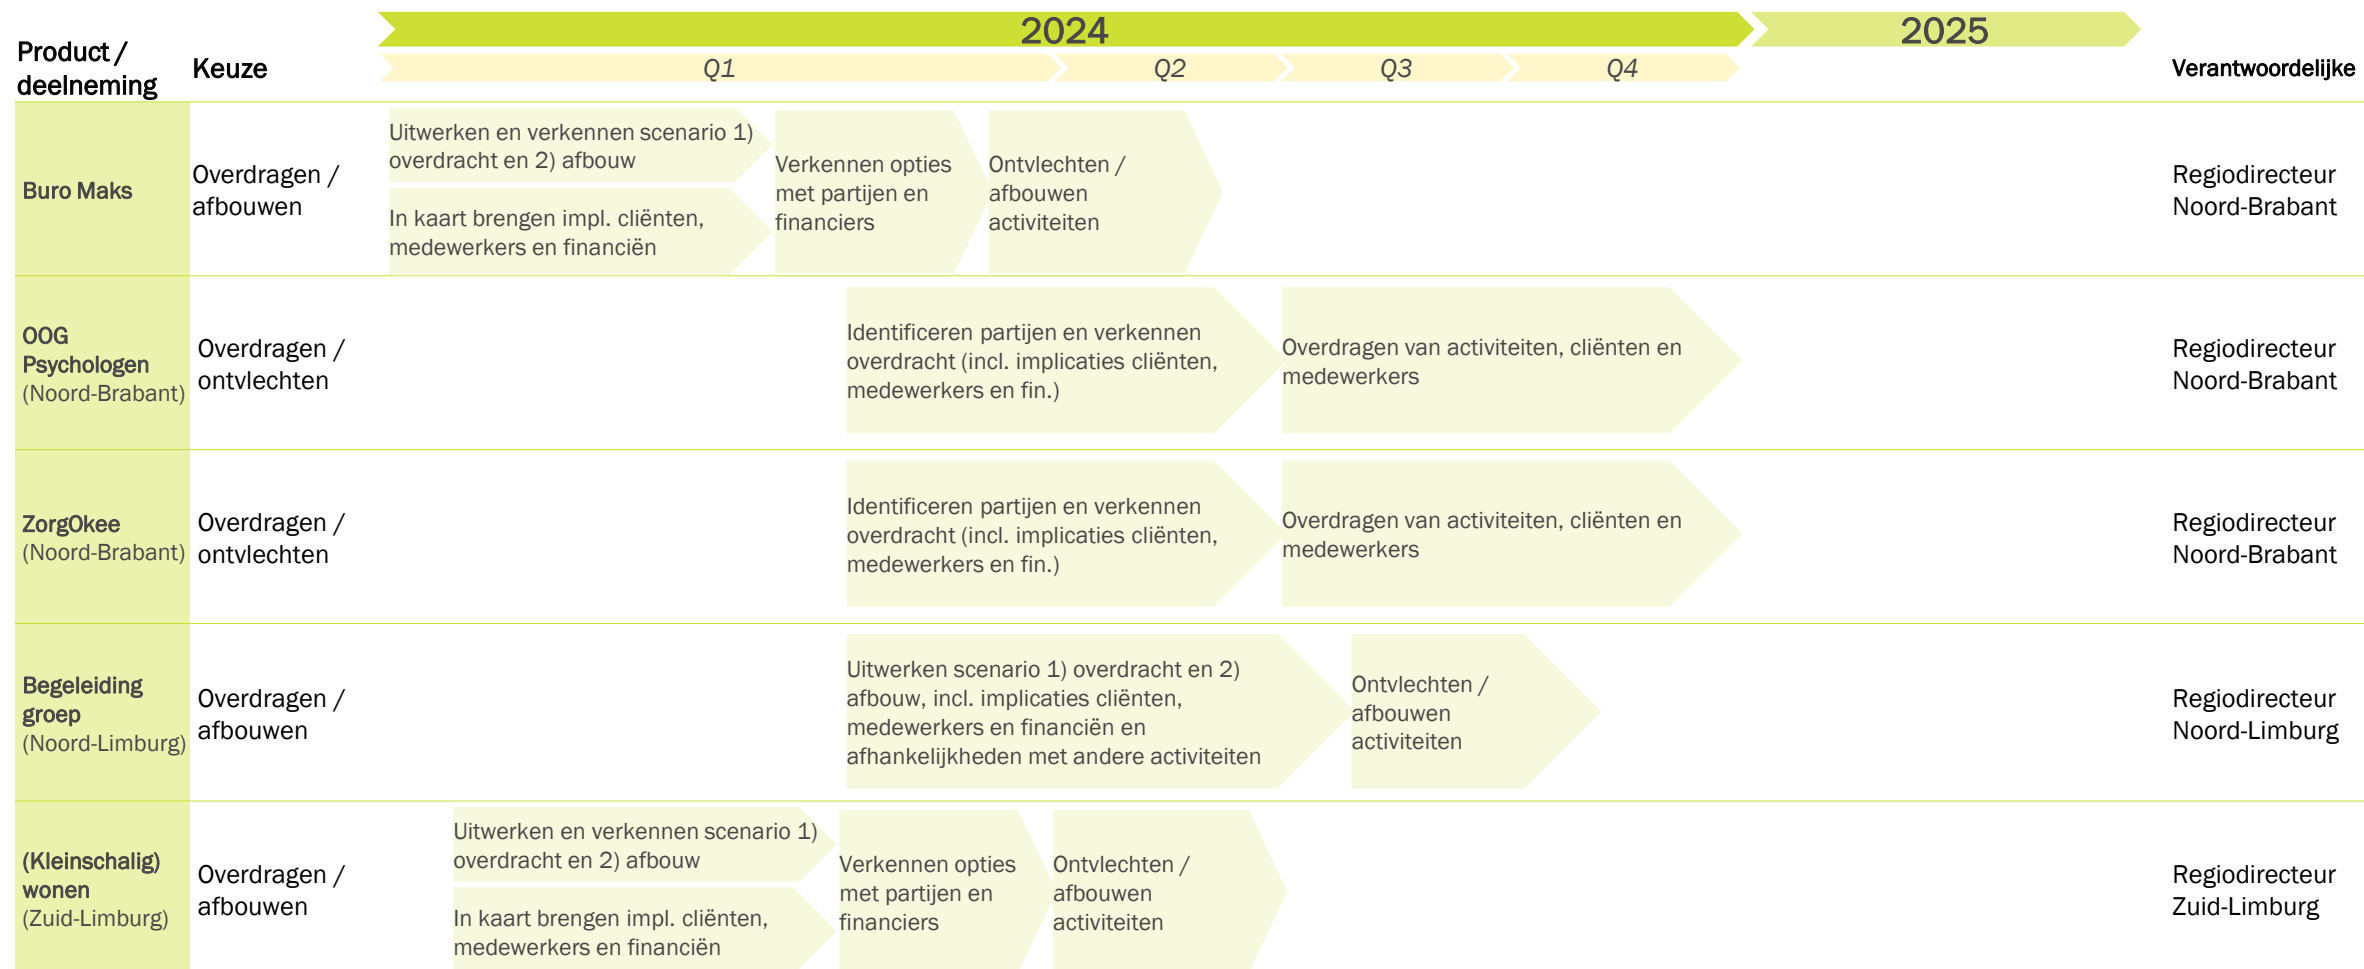 2024
2025
Product /
deelneming
Keuze
Q1
Q2
Q3
Q4
Verantwoordelijke
Buro Maks
Overdragen /
afbouwen
Uitwerken en verkennen scenario 1)
overdracht en 2) afbouw
In kaart brengen impl. cliënten,
medewerkers en financiën
Verkennen opties
met partijen en
financiers
Ontvlechten /
afbouwen
activiteiten
Regiodirecteur
Noord-Brabant
OOG
Psychologen
(Noord-Brabant)
Overdragen /
ontvlechten
Identificeren partijen en verkennen
overdracht (incl. implicaties cliënten,
medewerkers en fin.)
Overdragen van activiteiten, cliënten en
medewerkers
Regiodirecteur
Noord-Brabant
ZorgOkee
(Noord-Brabant)
Overdragen /
ontvlechten
Identificeren partijen en verkennen
overdracht (incl. implicaties cliënten,
medewerkers en fin.)
Overdragen van activiteiten, cliënten en
medewerkers
Regiodirecteur
Noord-Brabant
Begeleiding
groep
(Noord-Limburg)
Overdragen /
afbouwen
Uitwerken scenario 1) overdracht en 2)
afbouw, incl. implicaties cliënten,
medewerkers en financiën en
afhankelijkheden met andere activiteiten
Ontvlechten /
afbouwen
activiteiten
Regiodirecteur
Noord-Limburg
(Kleinschalig)
wonen
(Zuid-Limburg)
Overdragen /
afbouwen
Uitwerken en verkennen scenario 1)
overdracht en 2) afbouw
In kaart brengen impl. cliënten,
medewerkers en financiën
Verkennen opties
met partijen en
financiers
Ontvlechten /
afbouwen
activiteiten
Regiodirecteur
Zuid-Limburg